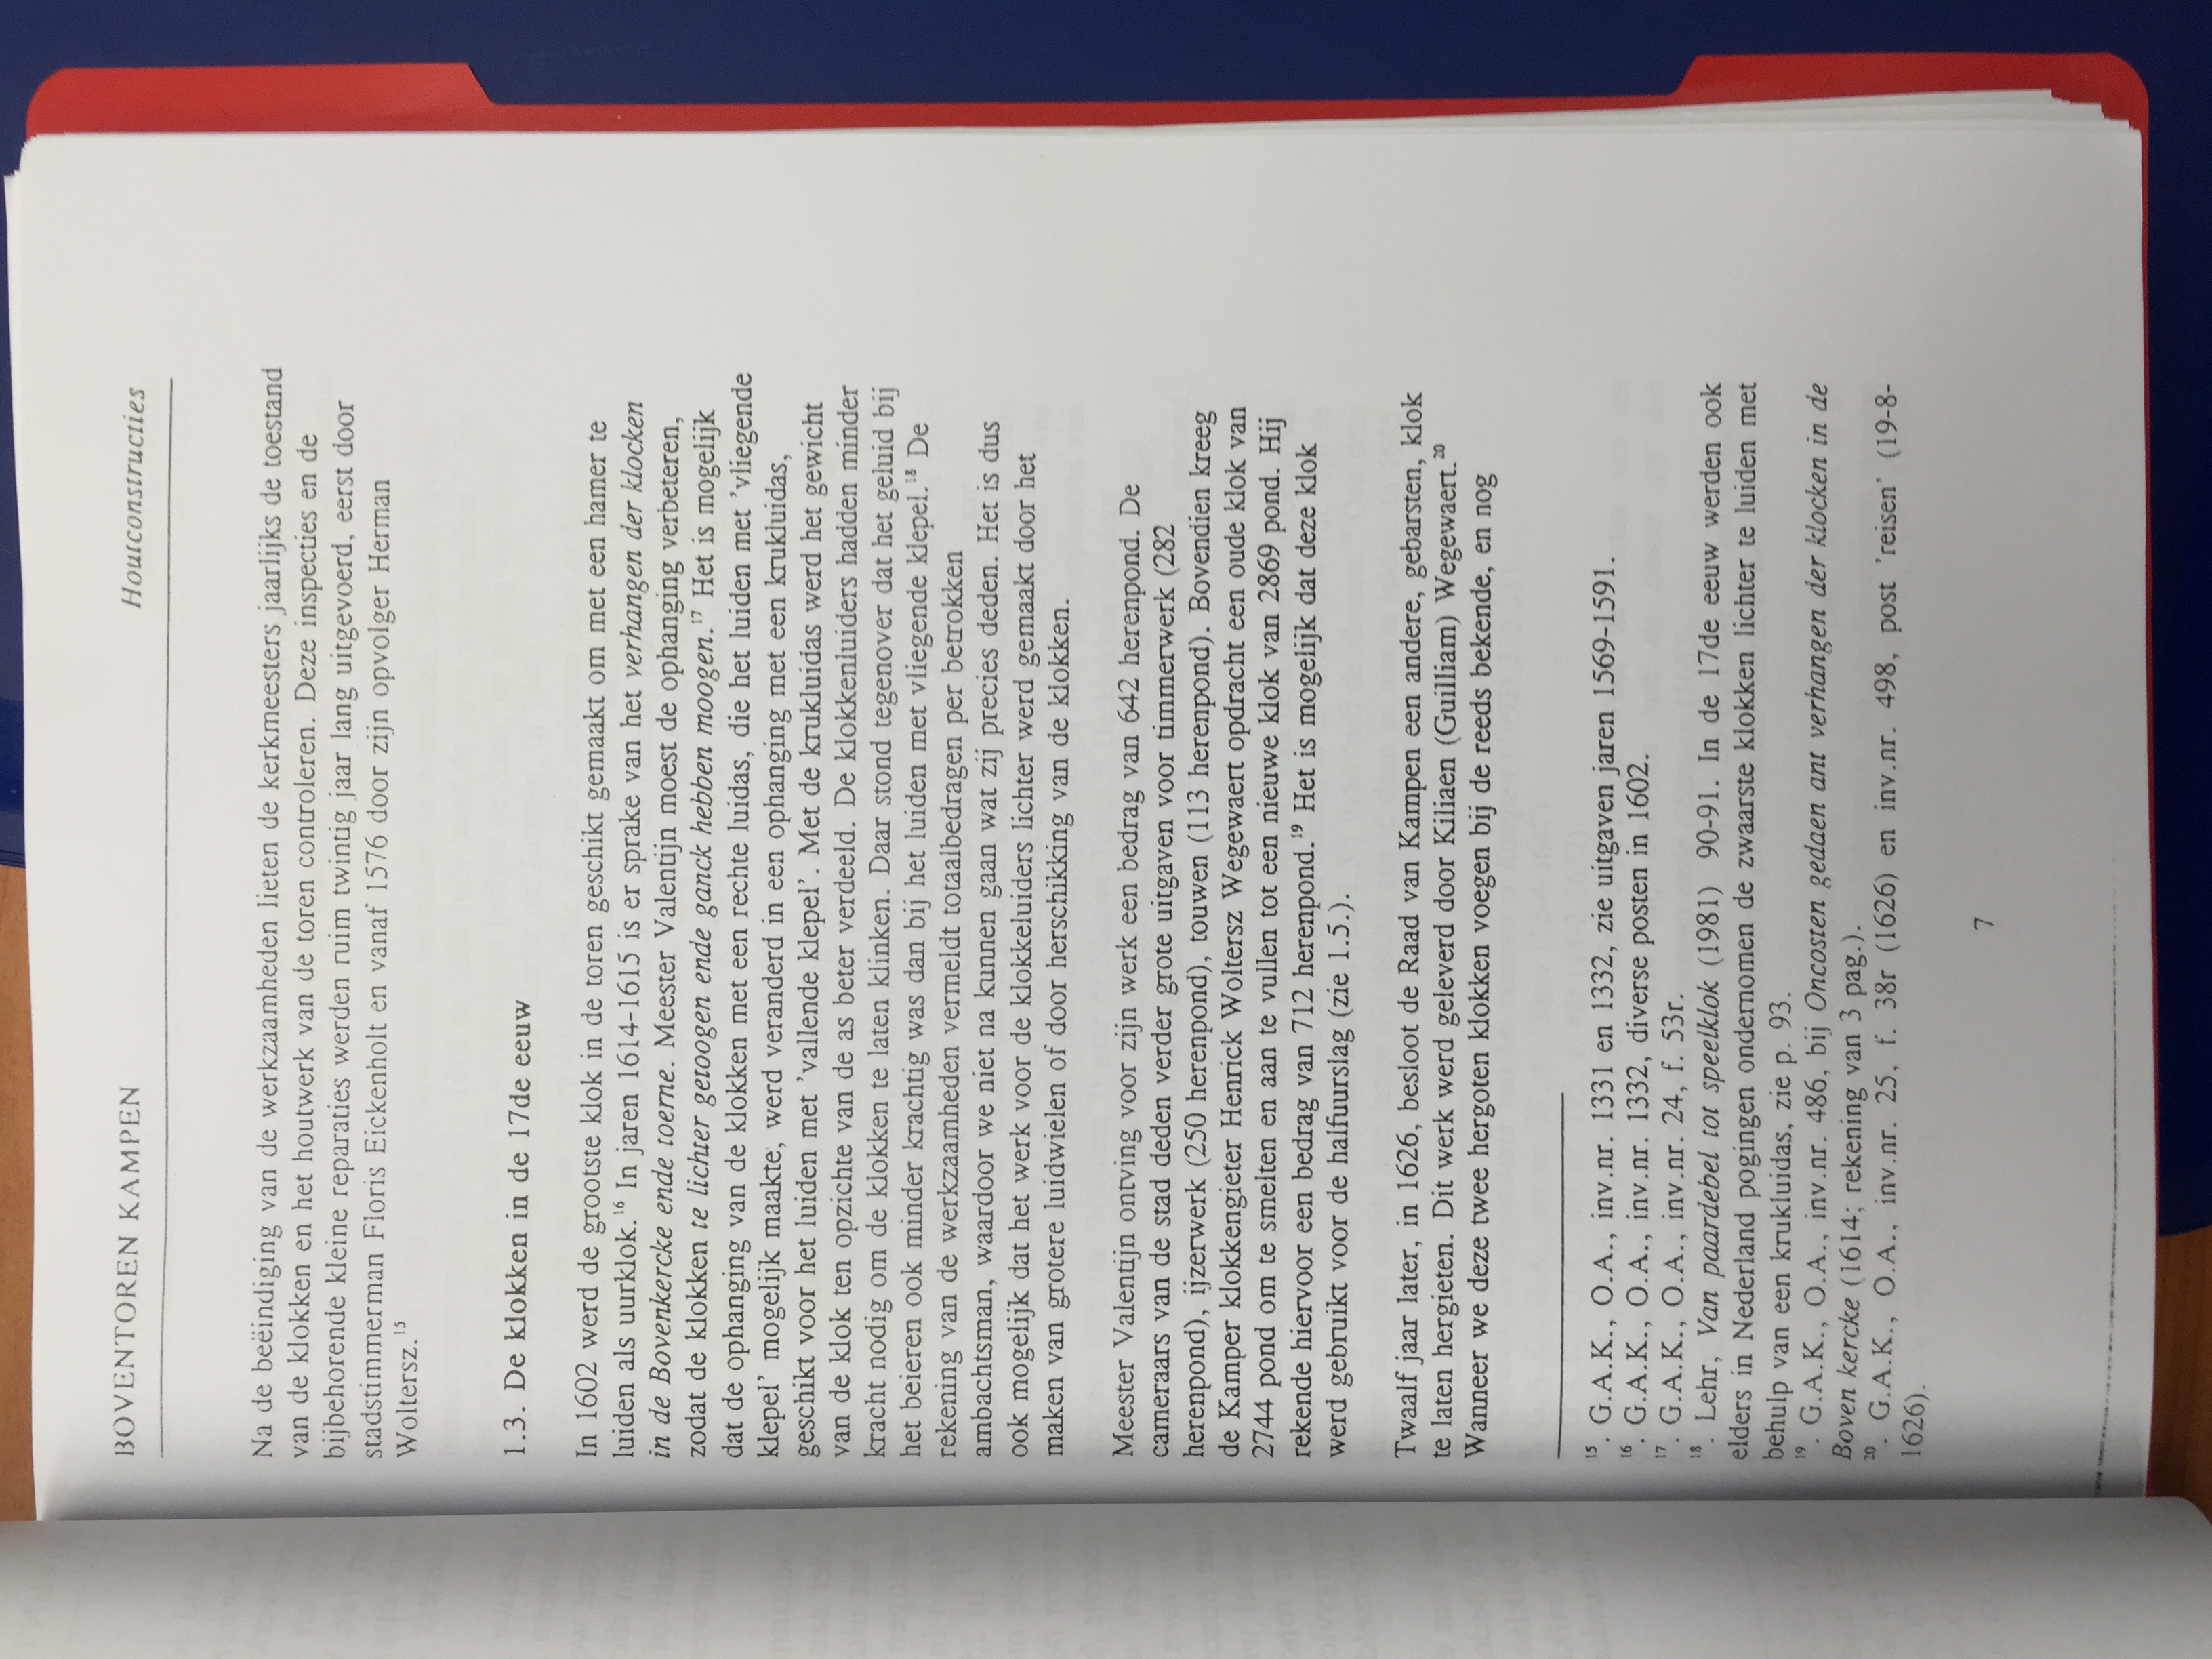 BOVENTOREN KAMPEN Houtconstructies
Na de beëindiging van de werkzaamheden lieten de kerkmeesters jaarlijks de toestand
van de klokken en het houtwerk van de toren controleren. Deze inspecties en de
bijbehorende kleine reparaties werden ruim twintig jaar lang uitgevoerd, eerst door
stadstimmerman Floris Eickenholt en vanaf 1576 door zijn opvolger Herman
Woltersz.¹⁵
1.3. De klokken in de 17de eeuw
In 1602 werd de grootste klok in de toren geschikt gemaakt om met een hamer te
luiden als uurklok.¹⁶ In jaren 1614-1615 is er sprake van het verhangen der klocken
in de Bovenkercke ende toerne. Meester Valentijn moest de ophanging verbeteren,
zodat de klokken te lichter getoogen ende ganck hebben moogen.¹⁷ Het is mogelijk
dat de ophanging van de klokken met een rechte luidas, die het luiden met 'vliegende
klepel' mogelijk maakte, werd veranderd in een ophanging met een krukluidas,
geschikt voor het luiden met 'vallende klepel'. Met de krukluidas werd het gewicht
van de klok ten opzichte van de as beter verdeeld. De klokkenluiders hadden minder
kracht nodig om de klokken te laten klinken. Daar stond tegenover dat het geluid bij
het beieren ook minder krachtig was dan bij het luiden met vliegende klepel.¹⁸ De
rekening van de werkzaamheden vermeldt totaalbedragen per betrokken
ambachtsman, waardoor we niet na kunnen gaan wat zij precies deden. Het is dus
ook mogelijk dat het werk voor de klokkeluiders lichter werd gemaakt door het
maken van grotere luidwielen of door herschikking van de klokken.
Meester Valentijn ontving voor zijn werk een bedrag van 642 herenpond. De
cameraars van de stad deden verder grote uitgaven voor timmerwerk (282
herenpond), ijzerwerk (250 herenpond), touwen (113 herenpond). Bovendien kreeg
de Kamper klokkengieter Henrick Woltersz Wegewaert opdracht een oude klok van
2744 pond om te smelten en aan te vullen tot een nieuwe klok van 2869 pond. Hij
rekende hiervoor een bedrag van 712 herenpond.¹⁹ Het is mogelijk dat deze klok
werd gebruikt voor de halfuurslag (zie 1.5.).
Twaalf jaar later, in 1626, besloot de Raad van Kampen een andere, gebarsten, klok
te laten hergieten. Dit werk werd geleverd door Kiliaen (Guilliam) Wegewaert.²⁰
Wanneer we deze twee hergoten klokken voegen bij de reeds bekende, en nog
¹⁵. G.A.K., O.A., inv.nr. 1331 en 1332, zie uitgaven jaren 1569-1591.
¹⁶. G.A.K., O.A., inv.nr. 1332, diverse posten in 1602.
¹⁷. G.A.K., O.A., inv.nr. 24, f. 53r.
¹⁸. Lehr, Van paardebel tot speelklok (1981) 90-91. In de 17de eeuw werden ook
elders in Nederland pogingen ondernomen de zwaarste klokken lichter te luiden met
behulp van een krukluidas, zie p. 93.
¹⁹. G.A.K., O.A., inv.nr. 486, bij Oncosten gedaen ant verhangen der klocken in de
Boven kercke (1614; rekening van 3 pag.).
²⁰. G.A.K., O.A., inv.nr. 25, f. 38r (1626) en inv.nr. 498, post 'reisen' (19-8-
1626).
7